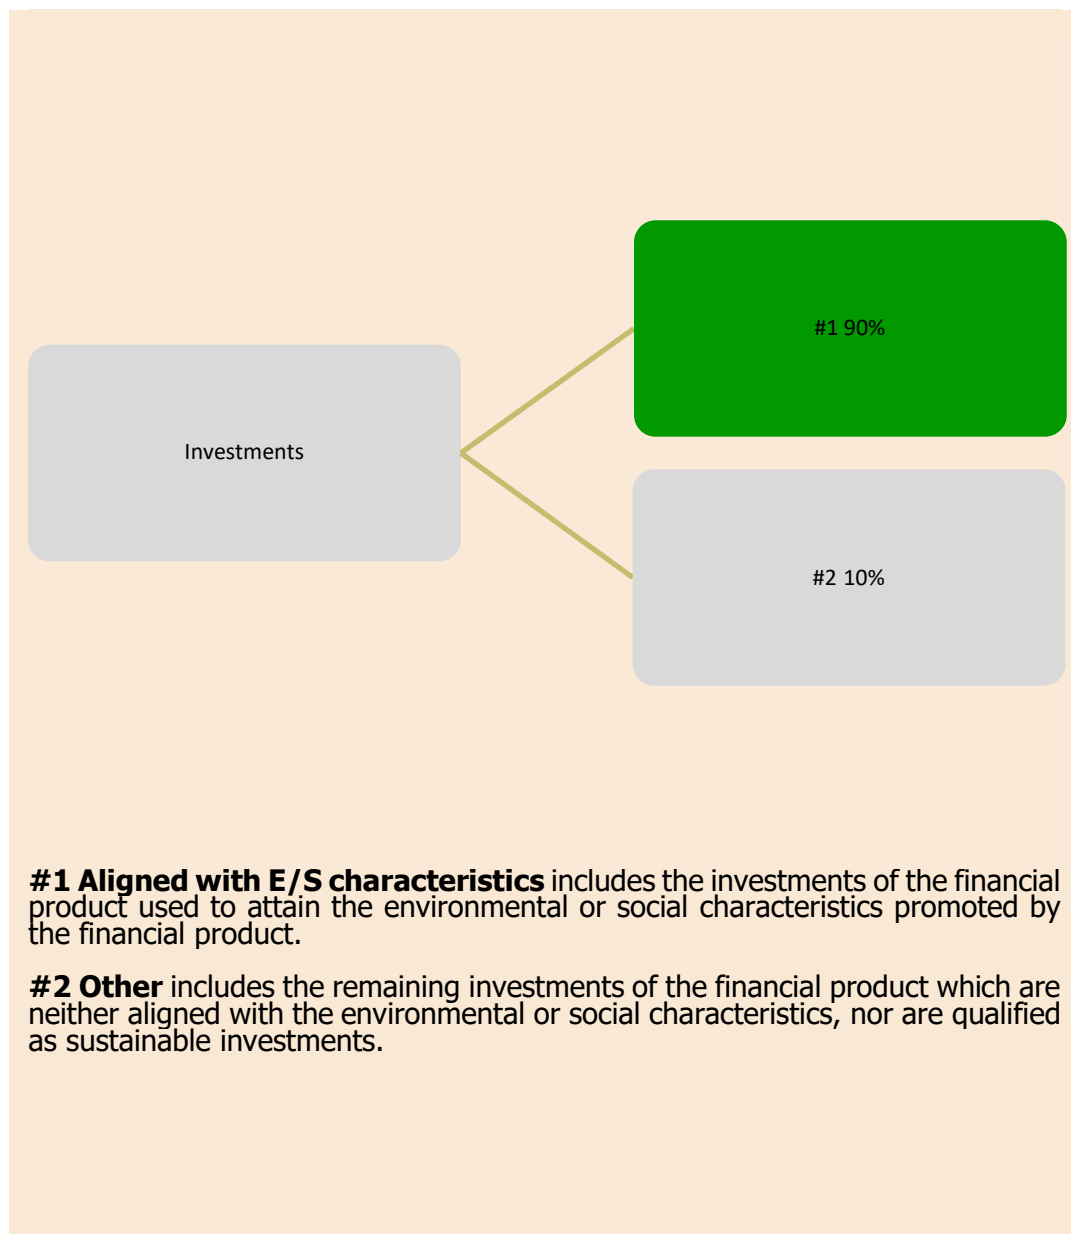 #1 90%
Investments
#2 10%
#1 Aligned with E/S characteristics includes the investments of the financial
product used to attain the environmental or social characteristics promoted by
the financial product.
#2 Other includes the remaining investments of the financial product which are
neither aligned with the environmental or social characteristics, nor are qualified
as sustainable investments.